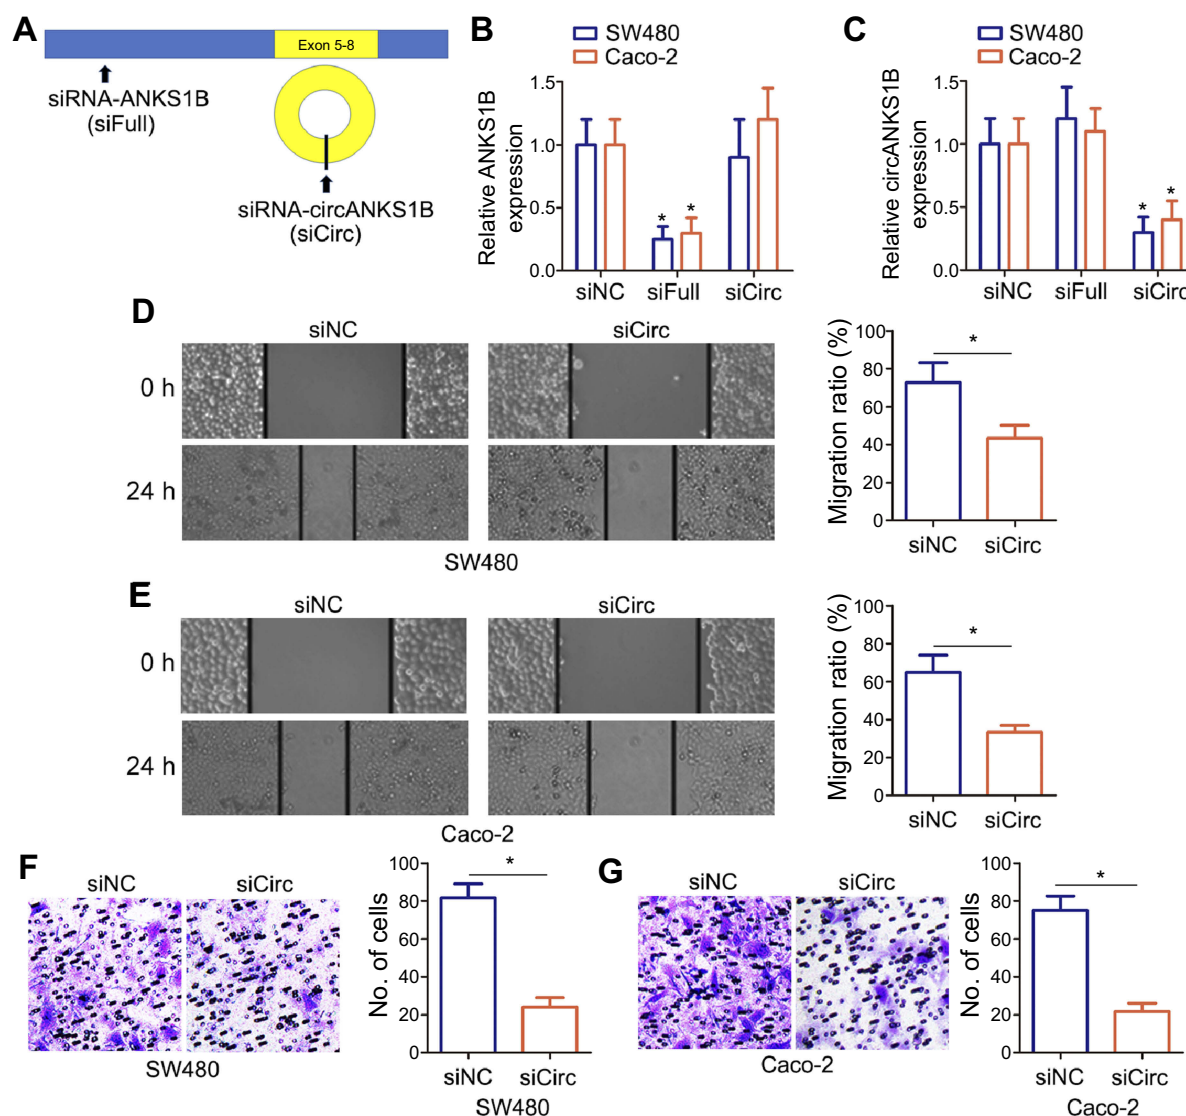 A
Exon 5-8
siRNA-ANKS1B
(siFull)
siRNA-circANKS1B
(siCirc)
B
SW480
Caco-2
Relative ANKS1B
expression
1.5
1.0
0.5
0.0
* *
siNC siFull siCirc
C
SW480
Caco-2
Relative circANKS1B
expression
1.5
1.0
0.5
0.0
* *
siNC siFull siCirc
D
siNC siCirc
0 h
24 h
SW480
Migration ratio (%)
100
80
60
40
20
0
*
siNC siCirc
E
siNC siCirc
0 h
24 h
Caco-2
Migration ratio (%)
100
80
60
40
20
0
*
siNC siCirc
F
siNC siCirc
SW480
No. of cells
100
80
60
40
20
0
*
siNC siCirc
SW480
G
siNC siCirc
Caco-2
No. of cells
100
80
60
40
20
0
*
siNC siCirc
Caco-2